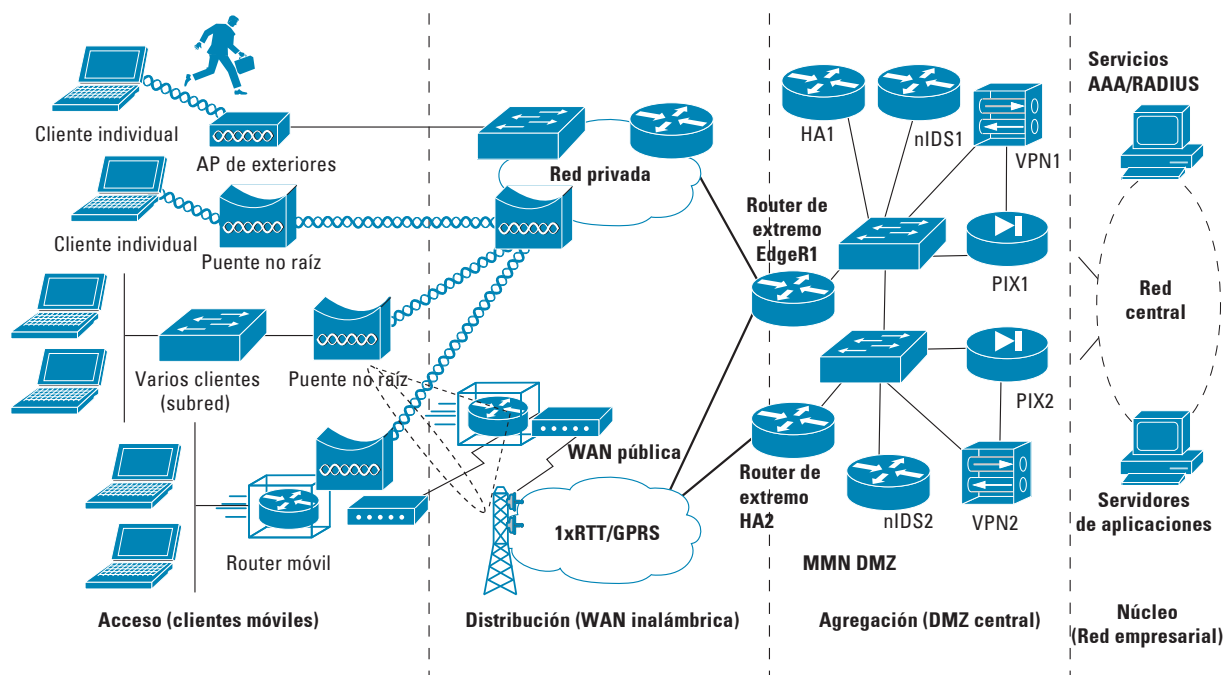 Cliente individual
AP de exteriores
Cliente individual
Puente no raíz
Varios clientes
(subred)
Puente no raíz
Router móvil
Acceso (clientes móviles)
Red privada
WAN pública
1xRTT/GPRS
Distribución (WAN inalámbrica)
Router de
extremo
EdgeR1
Router de
extremo
HA2
HA1
nIDS1
VPN1
PIX1
PIX2
nIDS2
VPN2
MMN DMZ
Agregación (DMZ central)
Servicios
AAA/RADIUS
Red
central
Servidores
de aplicaciones
Núcleo
(Red empresarial)